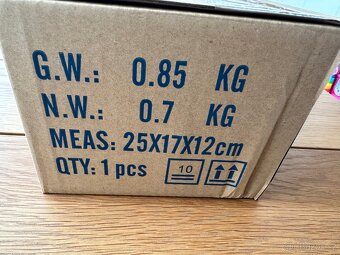 G.W.: 0.85 KG
N.W.: 0.7 KG
MEAS: 25X17X12cm
QTY: 1 pcs
10